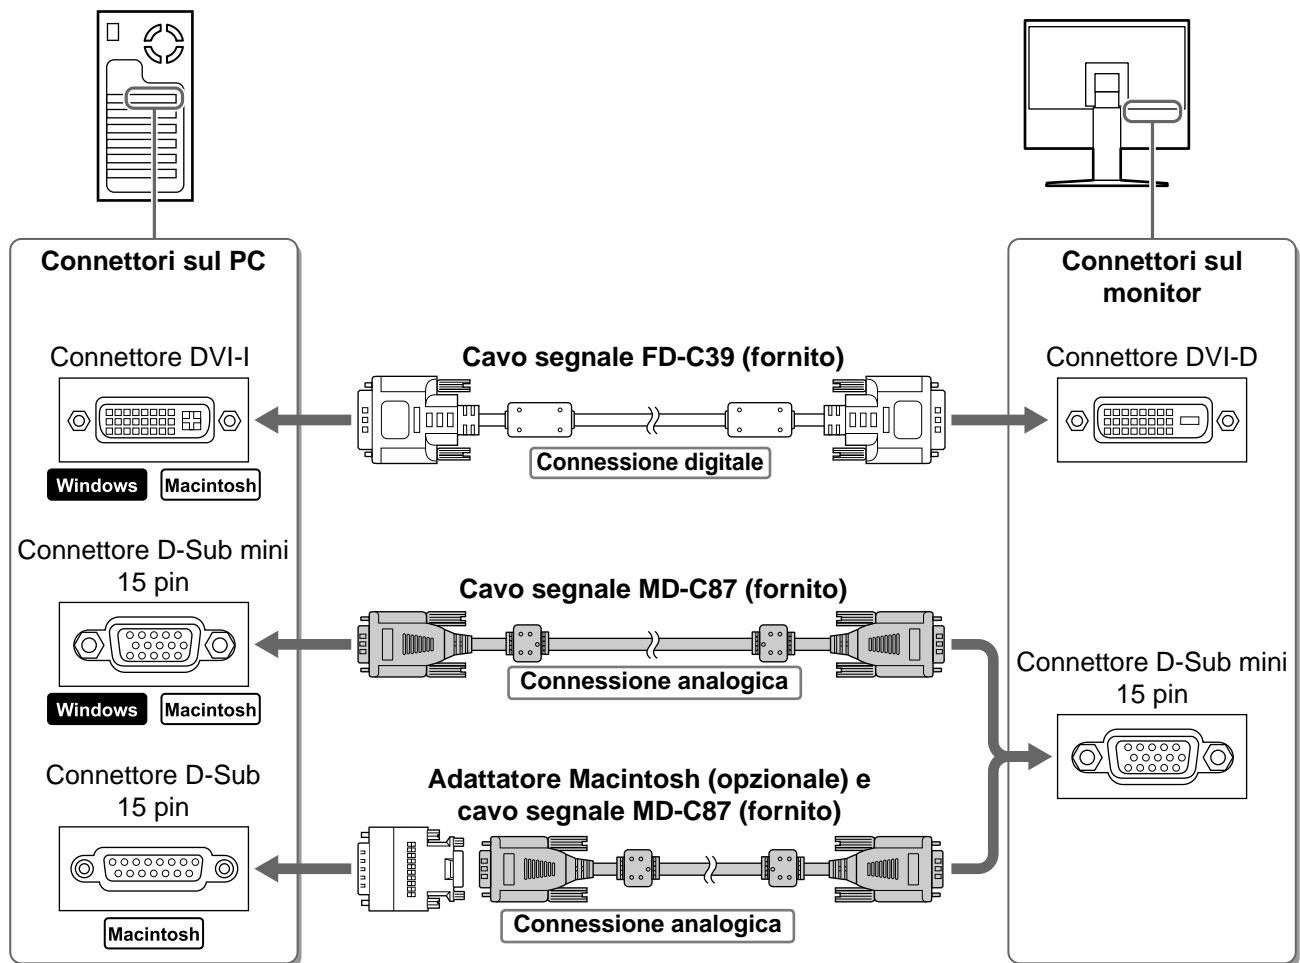 Connettori sul PC
Connettori sul
monitor
Connettore DVI-I
Cavo segnale FD-C39 (fornito)
Connettore DVI-D
Connessione digitale
Windows
Macintosh
Connettore D-Sub mini
15 pin
Cavo segnale MD-C87 (fornito)
Connessione analogica
Windows
Macintosh
Connettore D-Sub mini
15 pin
Connettore D-Sub
15 pin
Adattatore Macintosh (opzionale) e
cavo segnale MD-C87 (fornito)
Connessione analogica
Macintosh